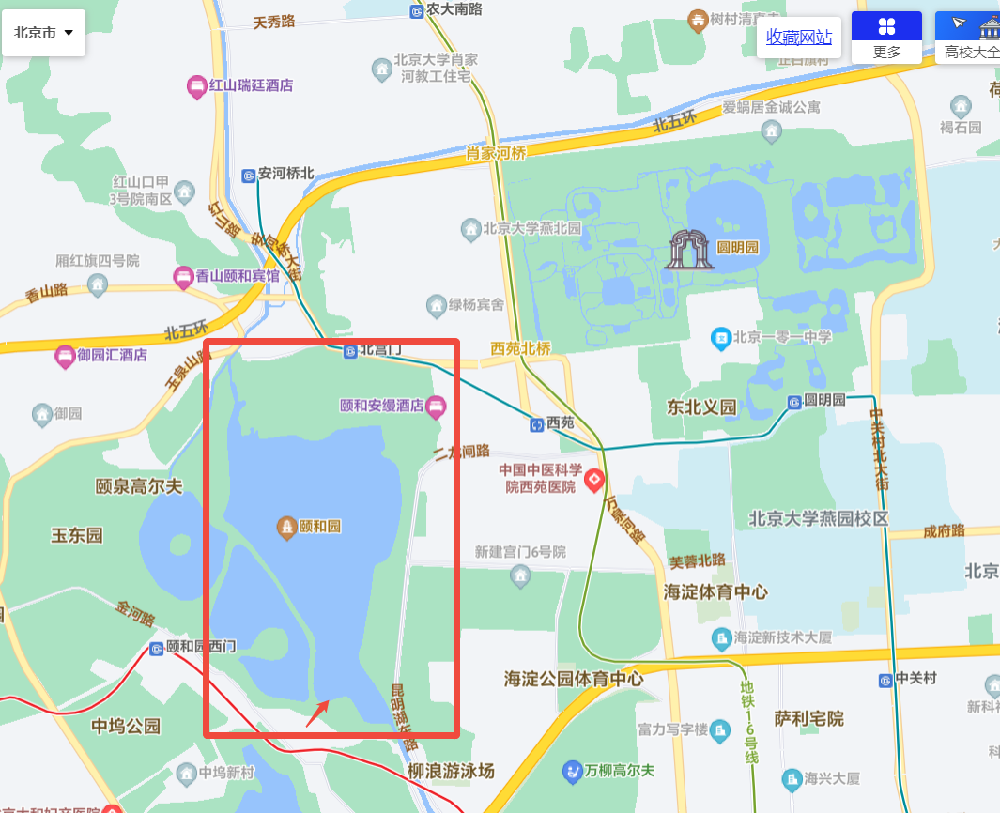 北京市
天秀路
农大南路
树村清真寺
收藏网站
更多
高校大全
北京大学肖家
河教工住宅
正白旗村
红山瑞廷酒店
爱蜗居金诚公寓
北五环
褐石园
肖家河桥
安河桥北
红山口甲
3号院南区
红山路
北京大学燕北园
安河桥大街
圆明园
厢红旗四号院
香山颐和宾馆
香山路
绿杨宾舍
北五环
北京一零一中学
御园汇酒店
北宫门
西苑北桥
玉泉山路
颐和安缦酒店
御园
西苑
东北义园
圆明园
中关村北大街
二龙闸路
中国中医科学
院西苑医院
颐泉高尔夫
万泉河路
北京大学燕园校区
颐和园
玉东园
成府路
新建宫门6号院
芙蓉北路
北京
海淀体育中心
金河路
颐和园西门
海淀新技术大厦
海淀公园体育中心
中关村
昆明湖东路
地铁16号线
新科祥
中坞公园
富力写字楼
萨利宅院
中坞新村
柳浪游泳场
万柳高尔夫
海兴大厦